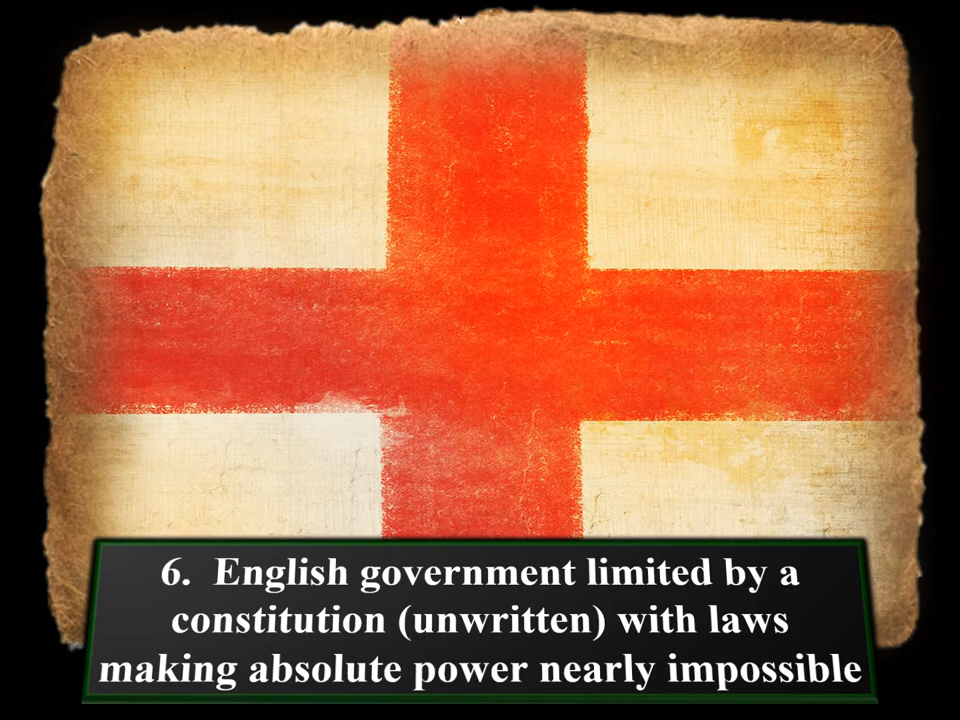 6.  English government limited by a
constitution (unwritten) with laws
making absolute power nearly impossible